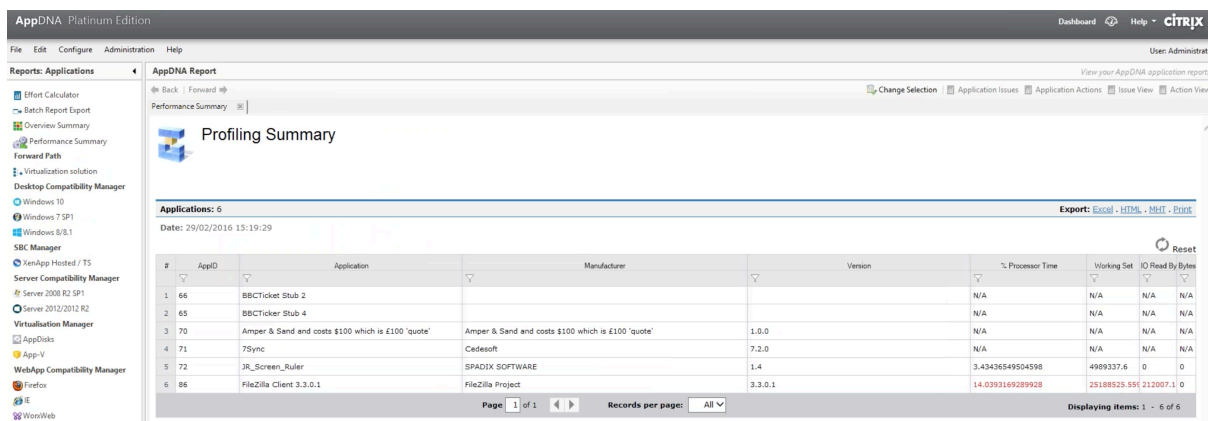 AppDNA Platinum Edition
Dashboard Help CİTRIX
File Edit Configure Administration Help
User: Administrat
Reports: Applications
AppDNA Report
View your AppDNA application report
Effort Calculator
Batch Report Export
Overview Summary
Performance Summary
Forward Path
Virtualization solution
Desktop Compatibility Manager
Windows 10
Windows 7 SP1
Windows 8/8.1
SBC Manager
XenApp Hosted / TS
Server Compatibility Manager
Server 2008 R2 SP1
Server 2012/2012 R2
Virtualisation Manager
AppDisks
App-V
WebApp Compatibility Manager
Firefox
IE
WorxWeb
Back | Forward
Change Selection | Application Issues Application Actions Issue View Action View
Performance Summary
Profiling Summary
Applications: 6
Export: Excel . HTML . MHT . Print
Date: 29/02/2016 15:19:29
Reset
# AppID Application Manufacturer Version % Processor Time Working Set IO Read By Bytes
1 66 BBCTicket Stub 2 N/A N/A N/A N/A
2 65 BBCTicker Stub 4 N/A N/A N/A N/A
3 70 Amper & Sand and costs $100 which is £100 'quote' Amper & Sand and costs $100 which is £100 'quote' 1.0.0 N/A N/A N/A N/A
4 71 7Sync Cedesoft 7.2.0 N/A N/A N/A N/A
5 72 JR_Screen_Ruler SPADIX SOFTWARE 1.4 3.43436549504598 4989337.6 0 0
6 86 FileZilla Client 3.3.0.1 FileZilla Project 3.3.0.1 14.0393169289928 25188525.559 212007.1 0
Page 1 of 1 Records per page: All
Displaying items: 1 - 6 of 6